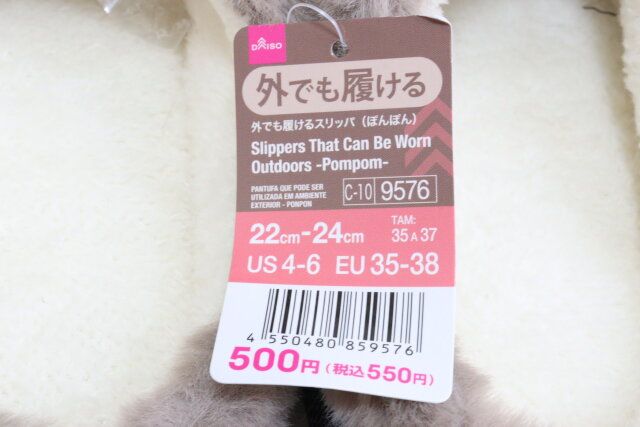 DAISO
外でも履ける
外でも履けるスリッパ（ぽんぽん）
Slippers That Can Be Worn
Outdoors -Pompom-
PANTUFA QUE PODE SER
UTILIZADA EM AMBIENTE
EXTERIOR - PONPON
C-10 9576
22cm-24cm
TAM:
35 A 37
US 4-6 EU 35-38
4 550480 859576
500円（税込550円）